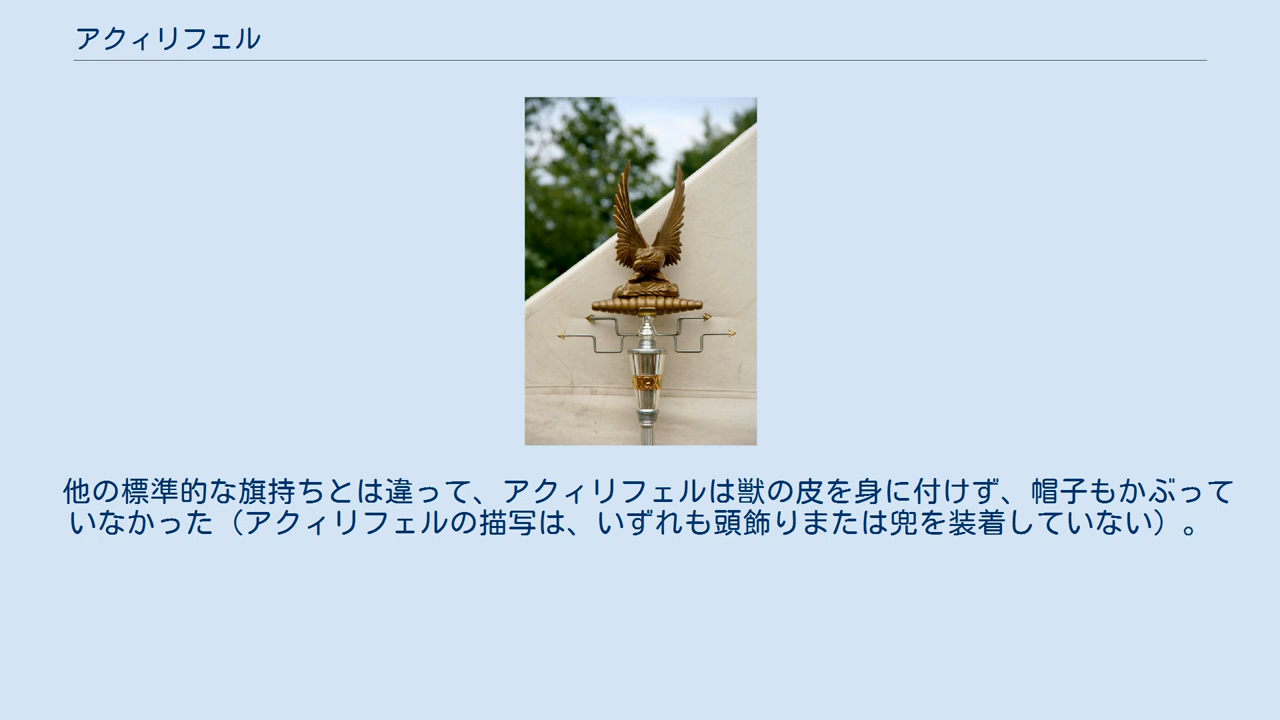 アクィリフェル
他の標準的な旗持ちとは違って、アクィリフェルは獣の皮を身に付けず、帽子もかぶって
いなかった（アクィリフェルの描写は、いずれも頭飾りまたは兜を装着していない）。